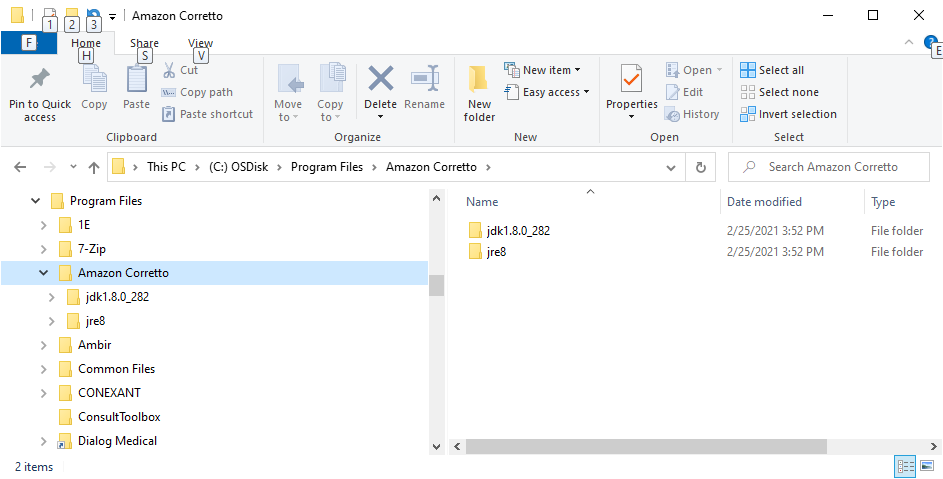 Amazon Corretto
1 2 3
F Home Share View E
H S V
Pin to Quick access
Copy
Paste
Cut
Copy path
Paste shortcut
Clipboard
Move to
Copy to
Delete
Rename
Organize
New folder
New item
Easy access
New
Properties
Open
Edit
History
Open
Select all
Select none
Invert selection
Select
This PC > (C:) OSDisk > Program Files > Amazon Corretto >
Search Amazon Corretto
Program Files
1E
7-Zip
Amazon Corretto
jdk1.8.0_282
jre8
Ambir
Common Files
CONEXANT
ConsultToolbox
Dialog Medical
Name Date modified Type
jdk1.8.0_282 2/25/2021 3:52 PM File folder
jre8 2/25/2021 3:52 PM File folder
2 items